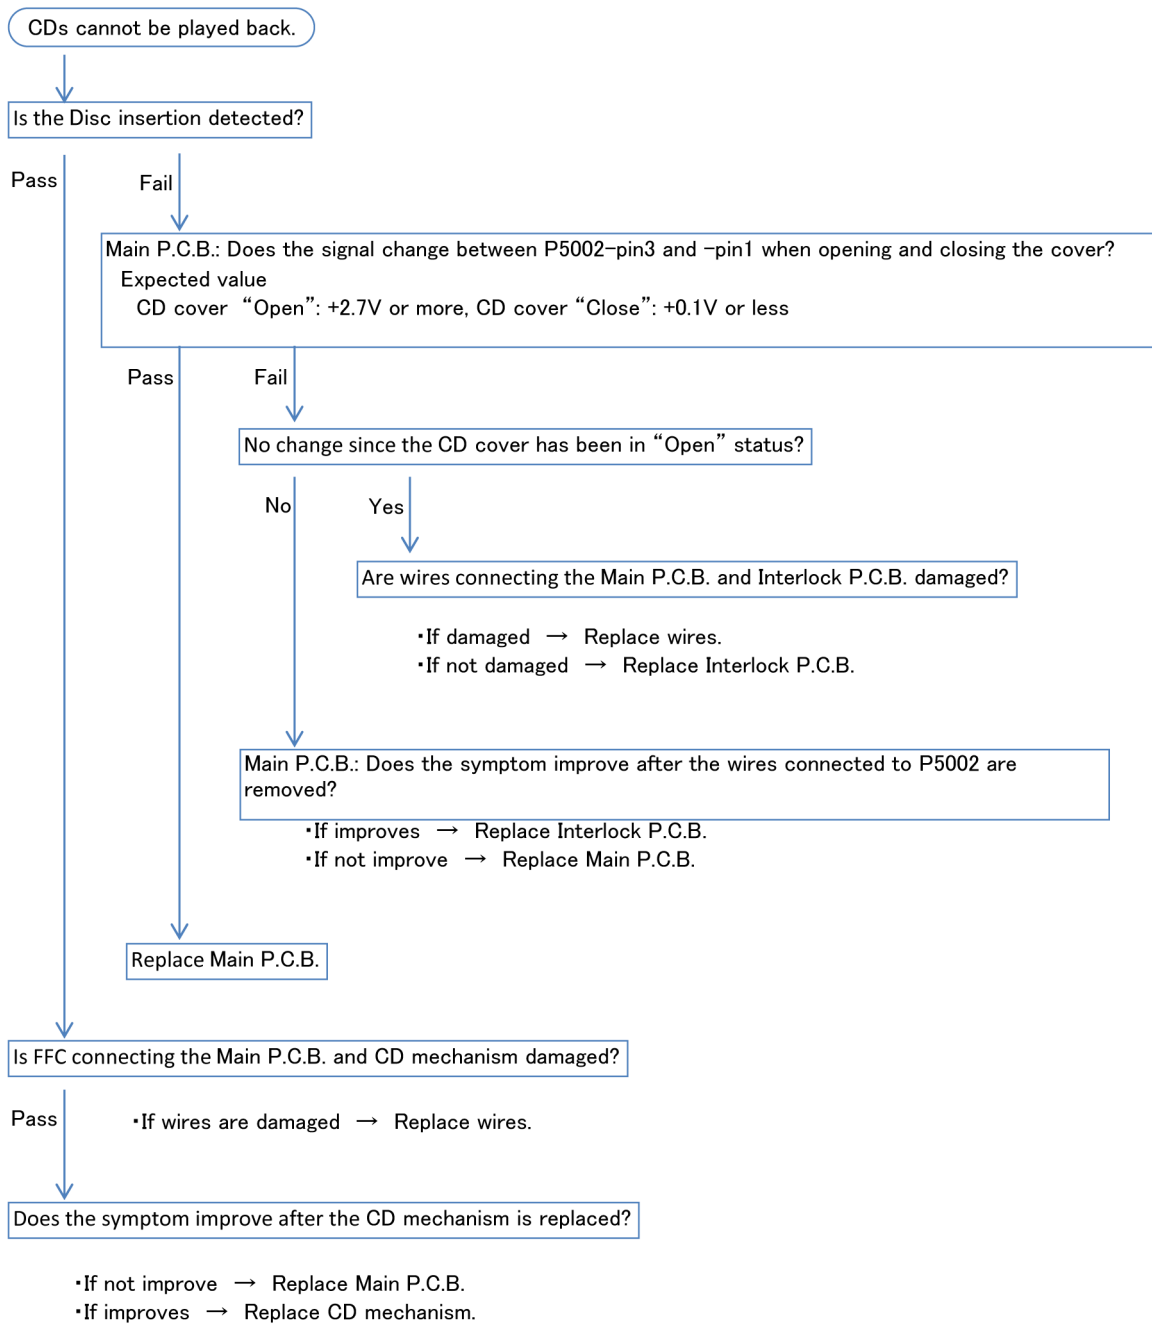 CDs cannot be played back.
Is the Disc insertion detected?
Pass
Fail
Main P.C.B.: Does the signal change between P5002-pin3 and -pin1 when opening and closing the cover?
Expected value
CD cover “Open”: +2.7V or more, CD cover “Close”: +0.1V or less
Pass
Fail
No change since the CD cover has been in “Open” status?
No
Yes
Are wires connecting the Main P.C.B. and Interlock P.C.B. damaged?
・If damaged → Replace wires.
・If not damaged → Replace Interlock P.C.B.
Main P.C.B.: Does the symptom improve after the wires connected to P5002 are
removed?
・If improves → Replace Interlock P.C.B.
・If not improve → Replace Main P.C.B.
Replace Main P.C.B.
Is FFC connecting the Main P.C.B. and CD mechanism damaged?
Pass
・If wires are damaged → Replace wires.
Does the symptom improve after the CD mechanism is replaced?
・If not improve → Replace Main P.C.B.
・If improves → Replace CD mechanism.